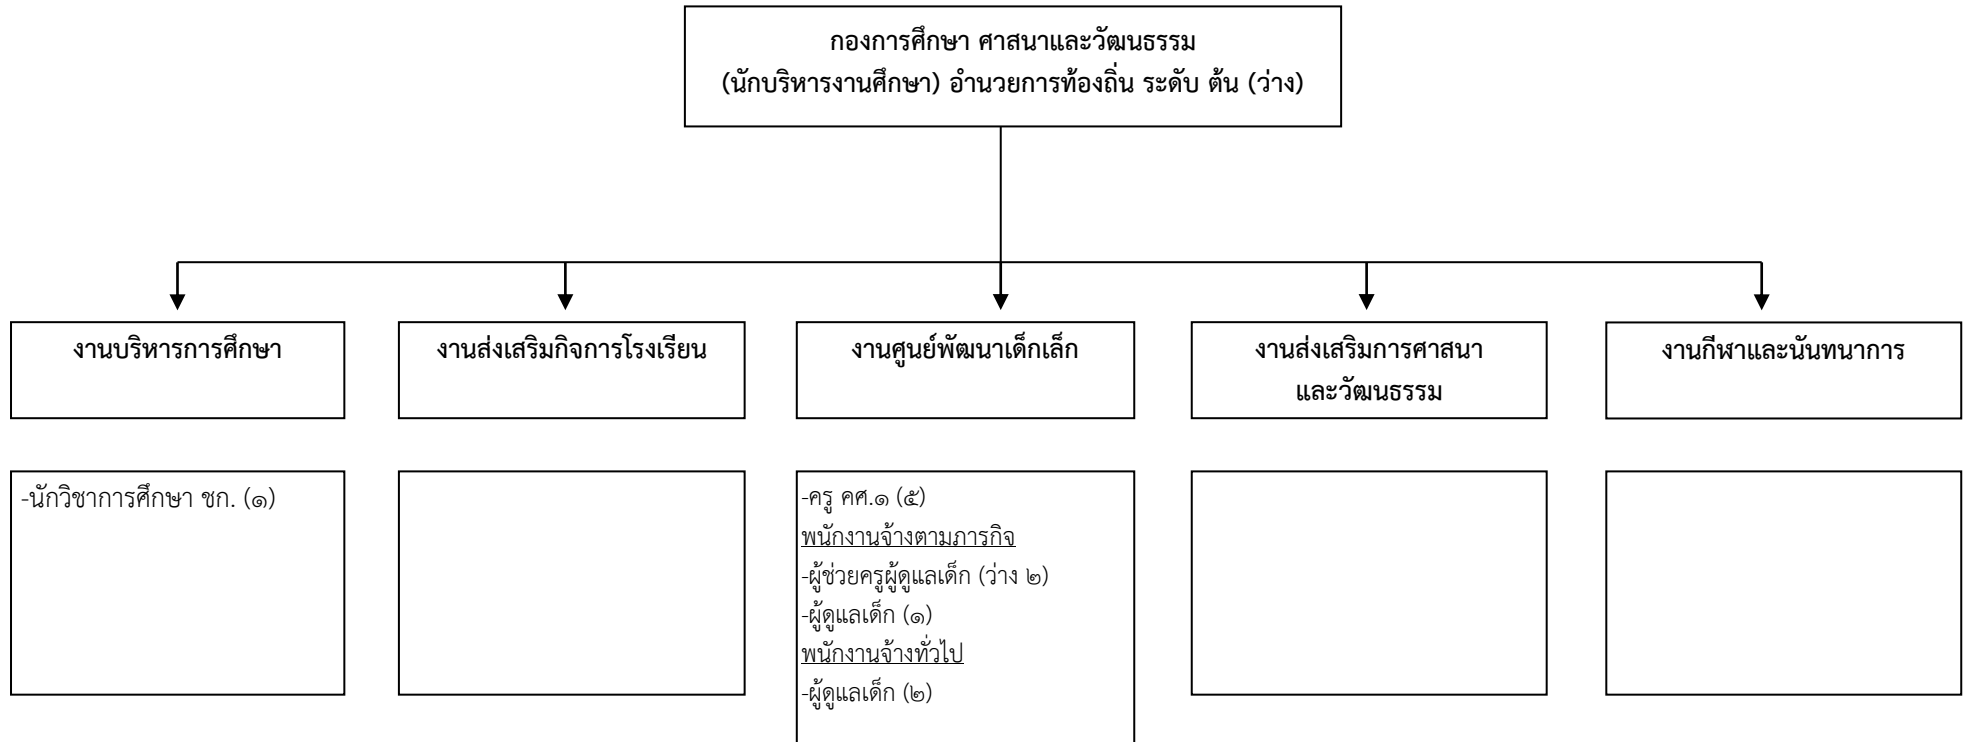 กองการศึกษา ศาสนาและวัฒนธรรม
(นักบริหารงานศึกษา) อำนวยการท้องถิ่น ระดับ ต้น (ว่าง)
งานบริหารการศึกษา
งานส่งเสริมกิจการโรงเรียน
งานศูนย์พัฒนาเด็กเล็ก
งานส่งเสริมการศาสนา
และวัฒนธรรม
งานกีฬาและนันทนาการ
-นักวิชาการศึกษา ชก. (๑)
-ครู คศ.๑ (๕)
พนักงานจ้างตามภารกิจ
-ผู้ช่วยครูผู้ดูแลเด็ก (ว่าง ๒)
-ผู้ดูแลเด็ก (๑)
พนักงานจ้างทั่วไป
-ผู้ดูแลเด็ก (๒)